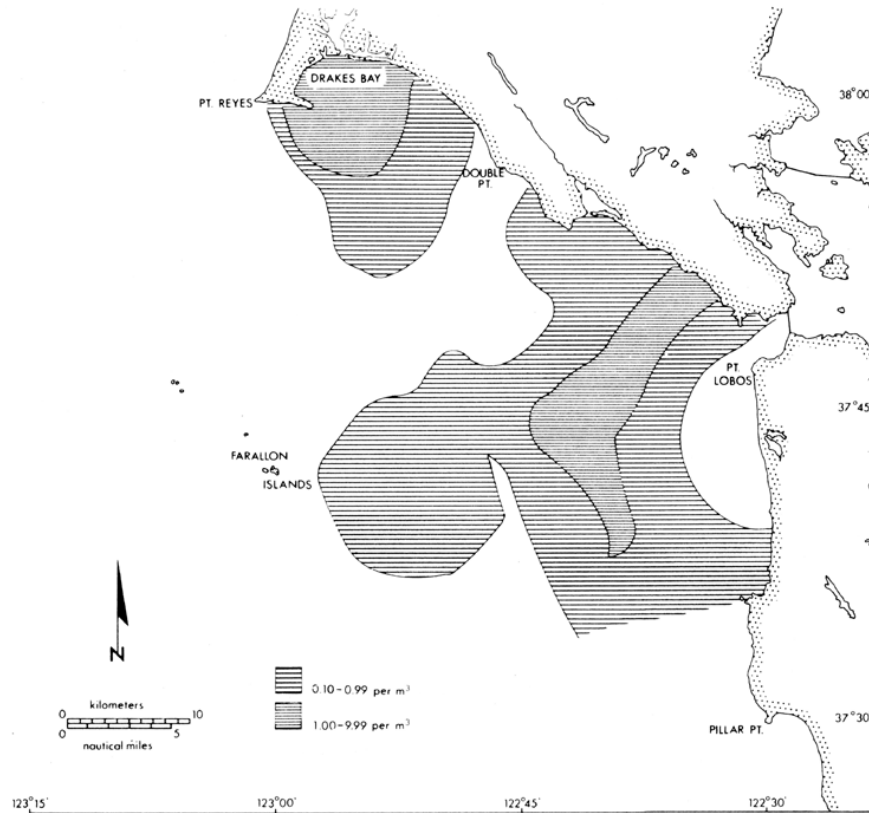 DRAKES BAY
PT. REYES
38°00'
DOUBLE
PT.
PT.
LOBOS
37°45'
FARALLON
ISLANDS
N
kilometers
0 10
0 5
nautical miles
0.10-0.99 per m³
1.00-9.99 per m³
37°30'
PILLAR PT.
123°15' 123°00' 122°45' 122°30'